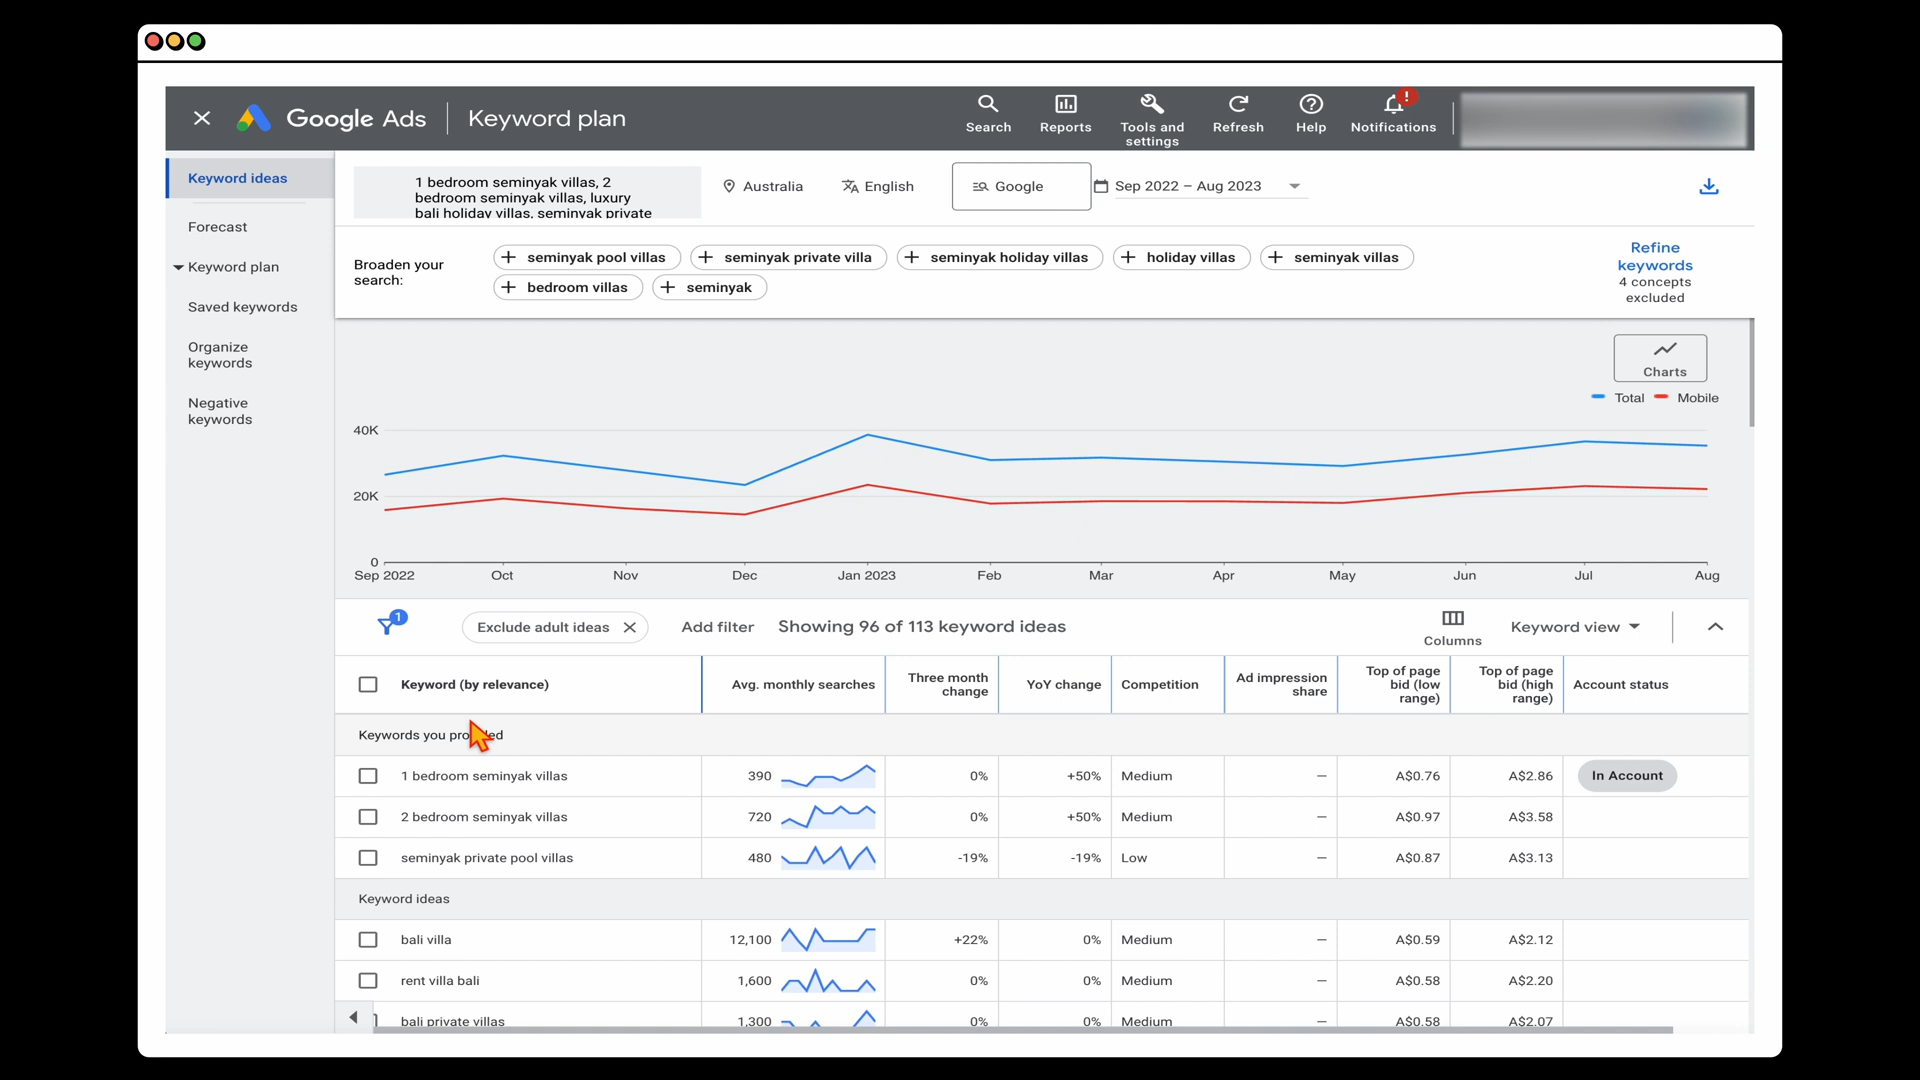 Google Ads
Keyword plan
Search
Reports
Tools and
settings
Refresh
Help
!
Notifications
Keyword ideas
Forecast
Keyword plan
Saved keywords
Organize
keywords
Negative
keywords
1 bedroom seminyak villas, 2
bedroom seminyak villas, luxury
bali holiday villas, seminyak private
Australia
English
Google
Sep 2022 – Aug 2023
Broaden your
search:
seminyak pool villas
seminyak private villa
seminyak holiday villas
holiday villas
seminyak villas
bedroom villas
seminyak
Refine
keywords
4 concepts
excluded
Charts
Total
Mobile
40K
20K
0
Sep 2022 Oct Nov Dec Jan 2023 Feb Mar Apr May Jun Jul Aug
1
Exclude adult ideas
Add filter
Showing 96 of 113 keyword ideas
Columns
Keyword view
Keyword (by relevance)
Avg. monthly searches
Three month
change
YoY change
Competition
Ad impression
share
Top of page
bid (low
range)
Top of page
bid (high
range)
Account status
Keywords you
1 bedroom seminyak villas 390 0% +50% Medium – A$0.76 A$2.86 In Account
2 bedroom seminyak villas 720 0% +50% Medium – A$0.97 A$3.58
seminyak private pool villas 480 -19% -19% Low – A$0.87 A$3.13
Keyword ideas
bali villa 12,100 +22% 0% Medium – A$0.59 A$2.12
rent villa bali 1,600 0% 0% Medium – A$0.58 A$2.20
bali private villas 1,300 0% 0% Medium – A$0.58 A$2.07